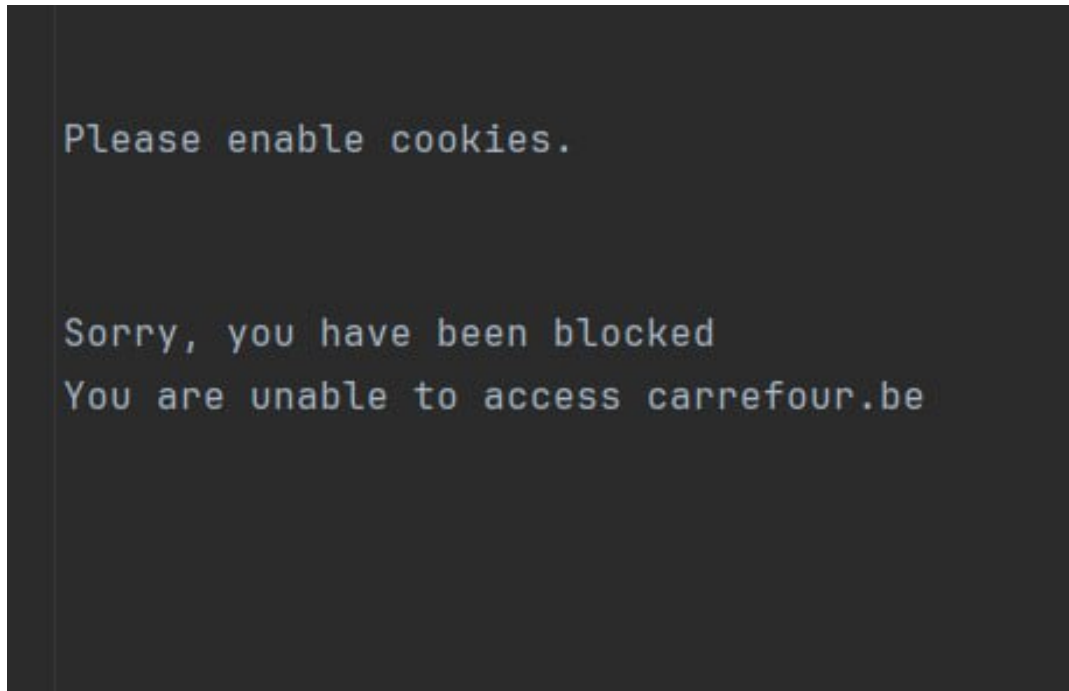 Please enable cookies.
Sorry, you have been blocked
You are unable to access carrefour.be